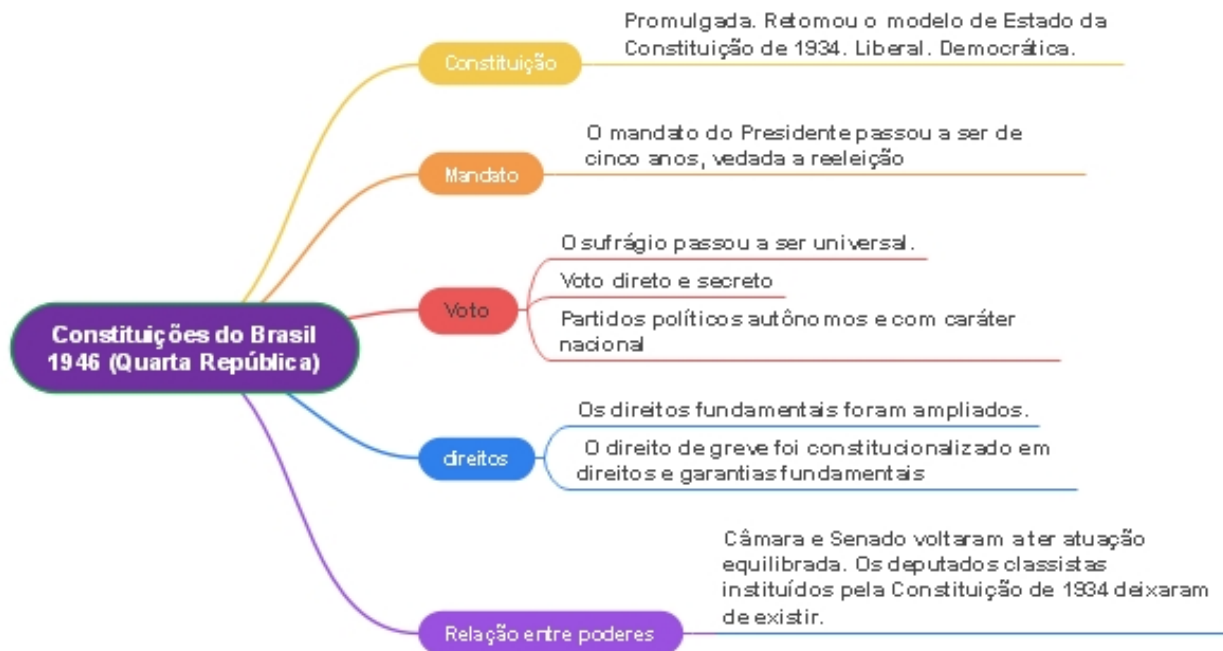 Constituições do Brasil
1946 (Quarta República)
Constituição
Promulgada. Retomou o modelo de Estado da
Constituição de 1934. Liberal. Democrática.
Mandato
O mandato do Presidente passou a ser de
cinco anos, vedada a reeleição
Voto
O sufrágio passou a ser universal.
Voto direto e secreto
Partidos políticos autônomos e com caráter
nacional
direitos
Os direitos fundamentais foram ampliados.
O direito de greve foi constitucionalizado em
direitos e garantias fundamentais
Relação entre poderes
Câmara e Senado voltaram a ter atuação
equilibrada. Os deputados classistas
instituídos pela Constituição de 1934 deixaram
de existir.